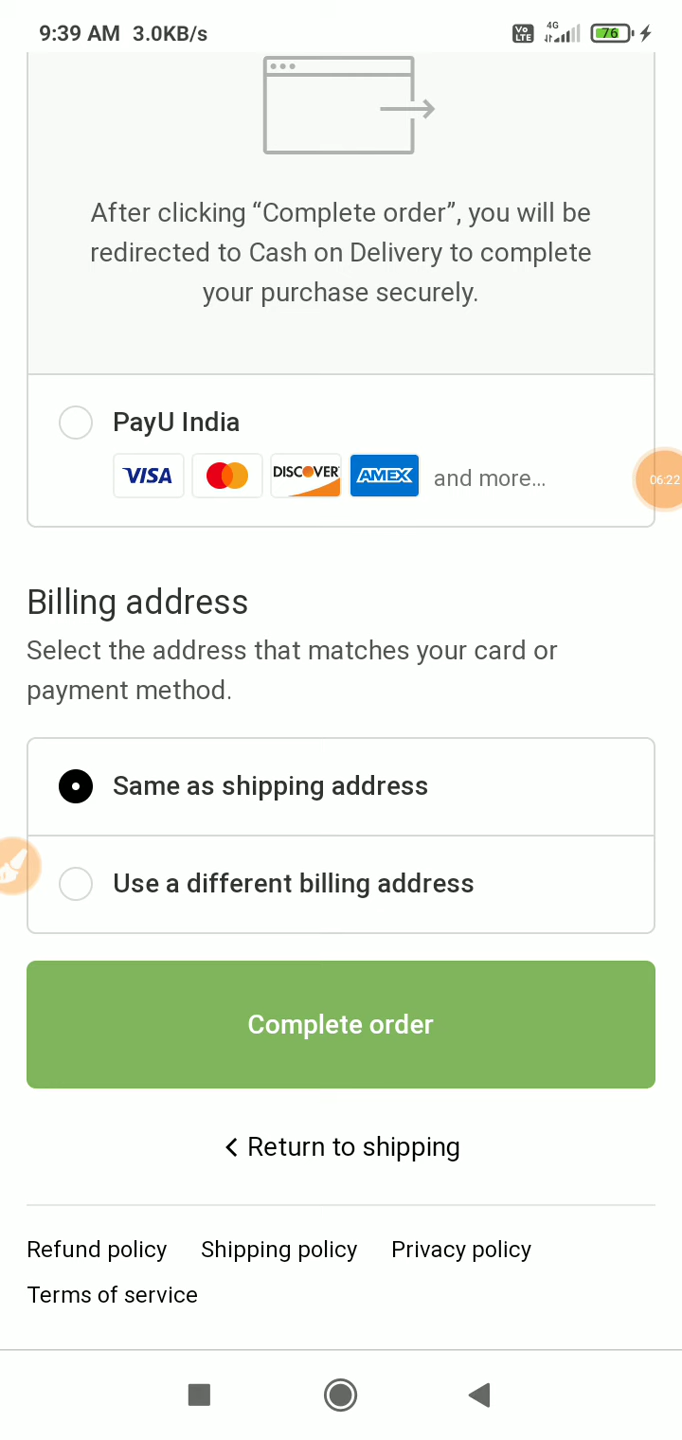 9:39 AM 3.0KB/s Vo LTE 4G 76
After clicking “Complete order”, you will be
redirected to Cash on Delivery to complete
your purchase securely.
PayU India
VISA DISCOVER AMEX and more...
06:22
Billing address
Select the address that matches your card or
payment method.
Same as shipping address
Use a different billing address
Complete order
Return to shipping
Refund policy Shipping policy Privacy policy
Terms of service